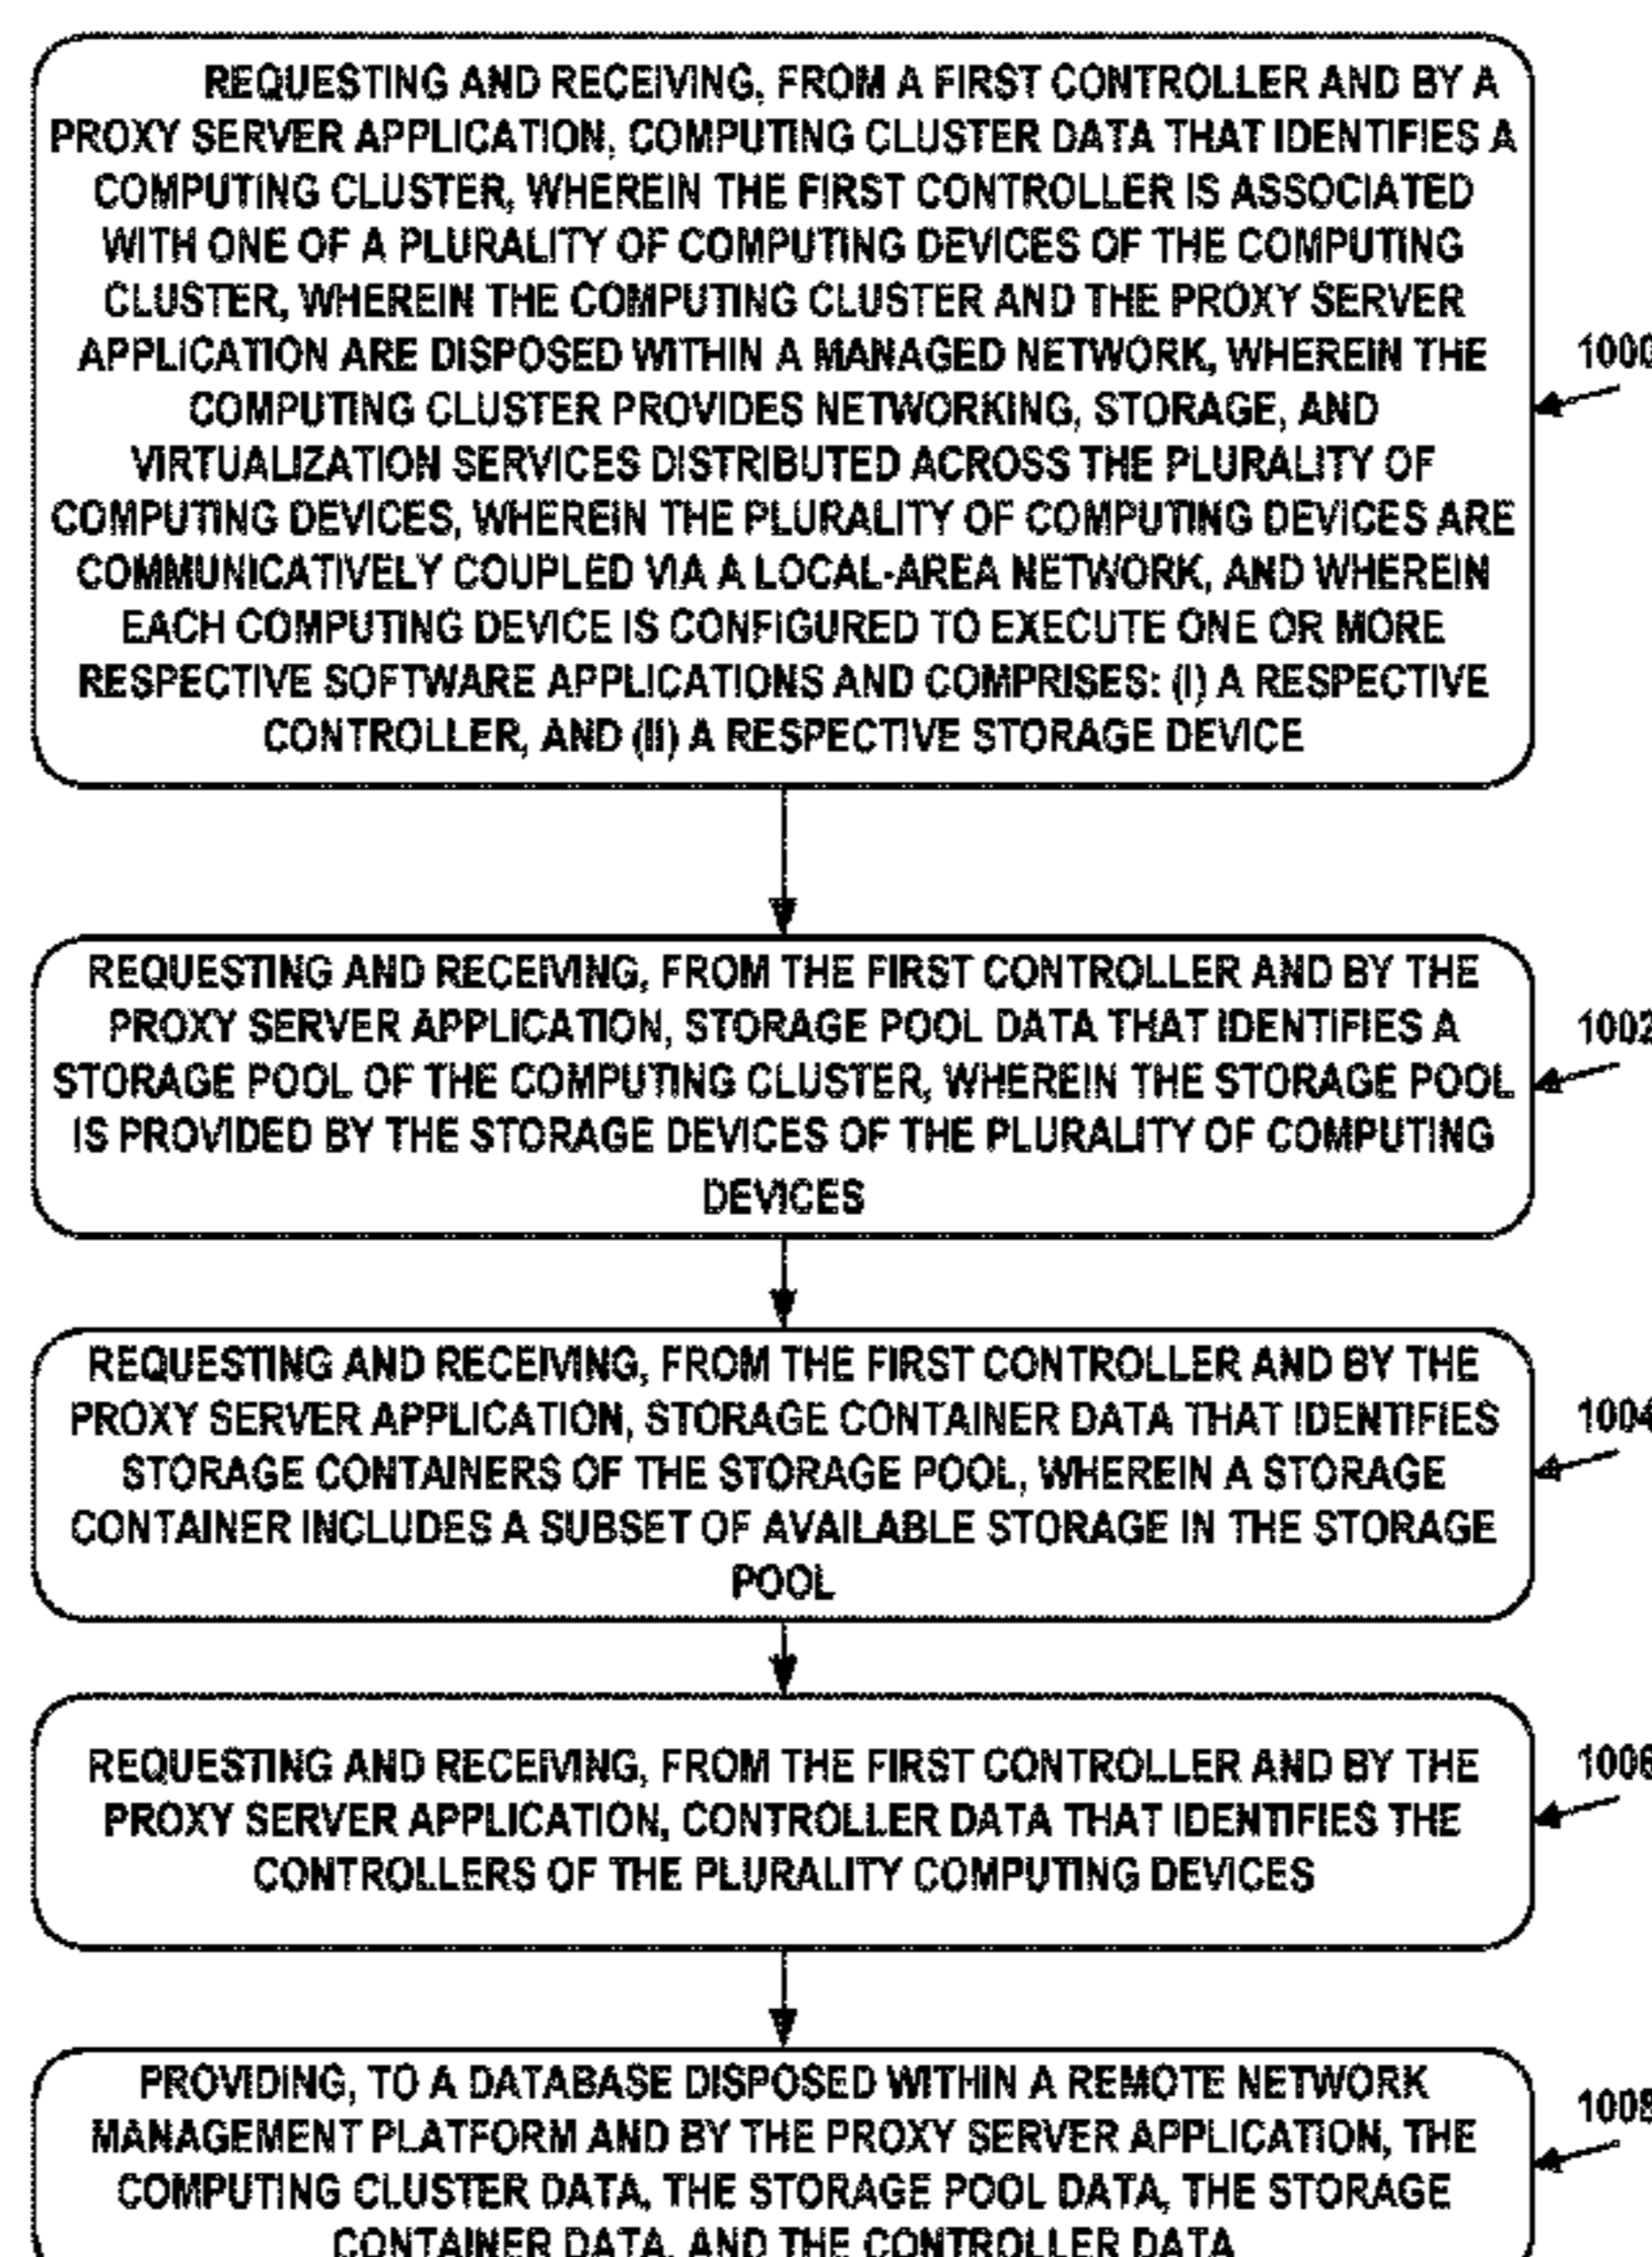 REQUESTING AND RECEIVING, FROM A FIRST CONTROLLER AND BY A
PROXY SERVER APPLICATION, COMPUTING CLUSTER DATA THAT IDENTIFIES A
COMPUTING CLUSTER, WHEREIN THE FIRST CONTROLLER IS ASSOCIATED
WITH ONE OF A PLURALITY OF COMPUTING DEVICES OF THE COMPUTING
CLUSTER, WHEREIN THE COMPUTING CLUSTER AND THE PROXY SERVER
APPLICATION ARE DISPOSED WITHIN A MANAGED NETWORK, WHEREIN THE
COMPUTING CLUSTER PROVIDES NETWORKING, STORAGE, AND
VIRTUALIZATION SERVICES DISTRIBUTED ACROSS THE PLURALITY OF
COMPUTING DEVICES, WHEREIN THE PLURALITY OF COMPUTING DEVICES ARE
COMMUNICATIVELY COUPLED VIA A LOCAL-AREA NETWORK, AND WHEREIN
EACH COMPUTING DEVICE IS CONFIGURED TO EXECUTE ONE OR MORE
RESPECTIVE SOFTWARE APPLICATIONS AND COMPRISES: (I) A RESPECTIVE
CONTROLLER, AND (II) A RESPECTIVE STORAGE DEVICE
1000
REQUESTING AND RECEIVING, FROM THE FIRST CONTROLLER AND BY THE
PROXY SERVER APPLICATION, STORAGE POOL DATA THAT IDENTIFIES A
STORAGE POOL OF THE COMPUTING CLUSTER, WHEREIN THE STORAGE POOL
IS PROVIDED BY THE STORAGE DEVICES OF THE PLURALITY OF COMPUTING
DEVICES
1002
REQUESTING AND RECEIVING, FROM THE FIRST CONTROLLER AND BY THE
PROXY SERVER APPLICATION, STORAGE CONTAINER DATA THAT IDENTIFIES
STORAGE CONTAINERS OF THE STORAGE POOL, WHEREIN A STORAGE
CONTAINER INCLUDES A SUBSET OF AVAILABLE STORAGE IN THE STORAGE
POOL
1004
REQUESTING AND RECEIVING, FROM THE FIRST CONTROLLER AND BY THE
PROXY SERVER APPLICATION, CONTROLLER DATA THAT IDENTIFIES THE
CONTROLLERS OF THE PLURALITY COMPUTING DEVICES
1006
PROVIDING, TO A DATABASE DISPOSED WITHIN A REMOTE NETWORK
MANAGEMENT PLATFORM AND BY THE PROXY SERVER APPLICATION, THE
COMPUTING CLUSTER DATA, THE STORAGE POOL DATA, THE STORAGE
CONTAINER DATA, AND THE CONTROLLER DATA
1008